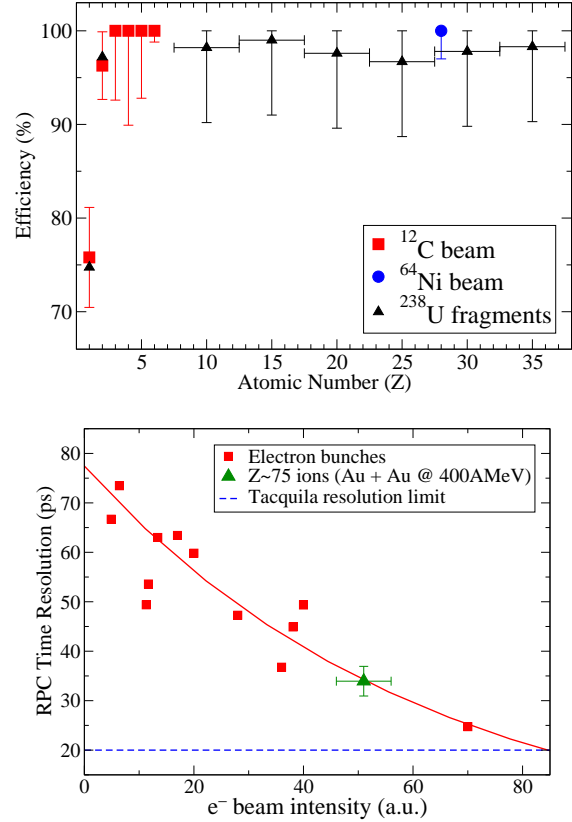 100
90
80
70
Efficiency (%)
5 10 15 20 25 30 35
Atomic Number (Z)
¹²C beam
⁶⁴Ni beam
²³⁸U fragments
80
70
60
50
40
30
20
10
RPC Time Resolution (ps)
Electron bunches
Z~75 ions (Au + Au @ 400AMeV)
Tacquila resolution limit
0 20 40 60 80
e⁻ beam intensity (a.u.)